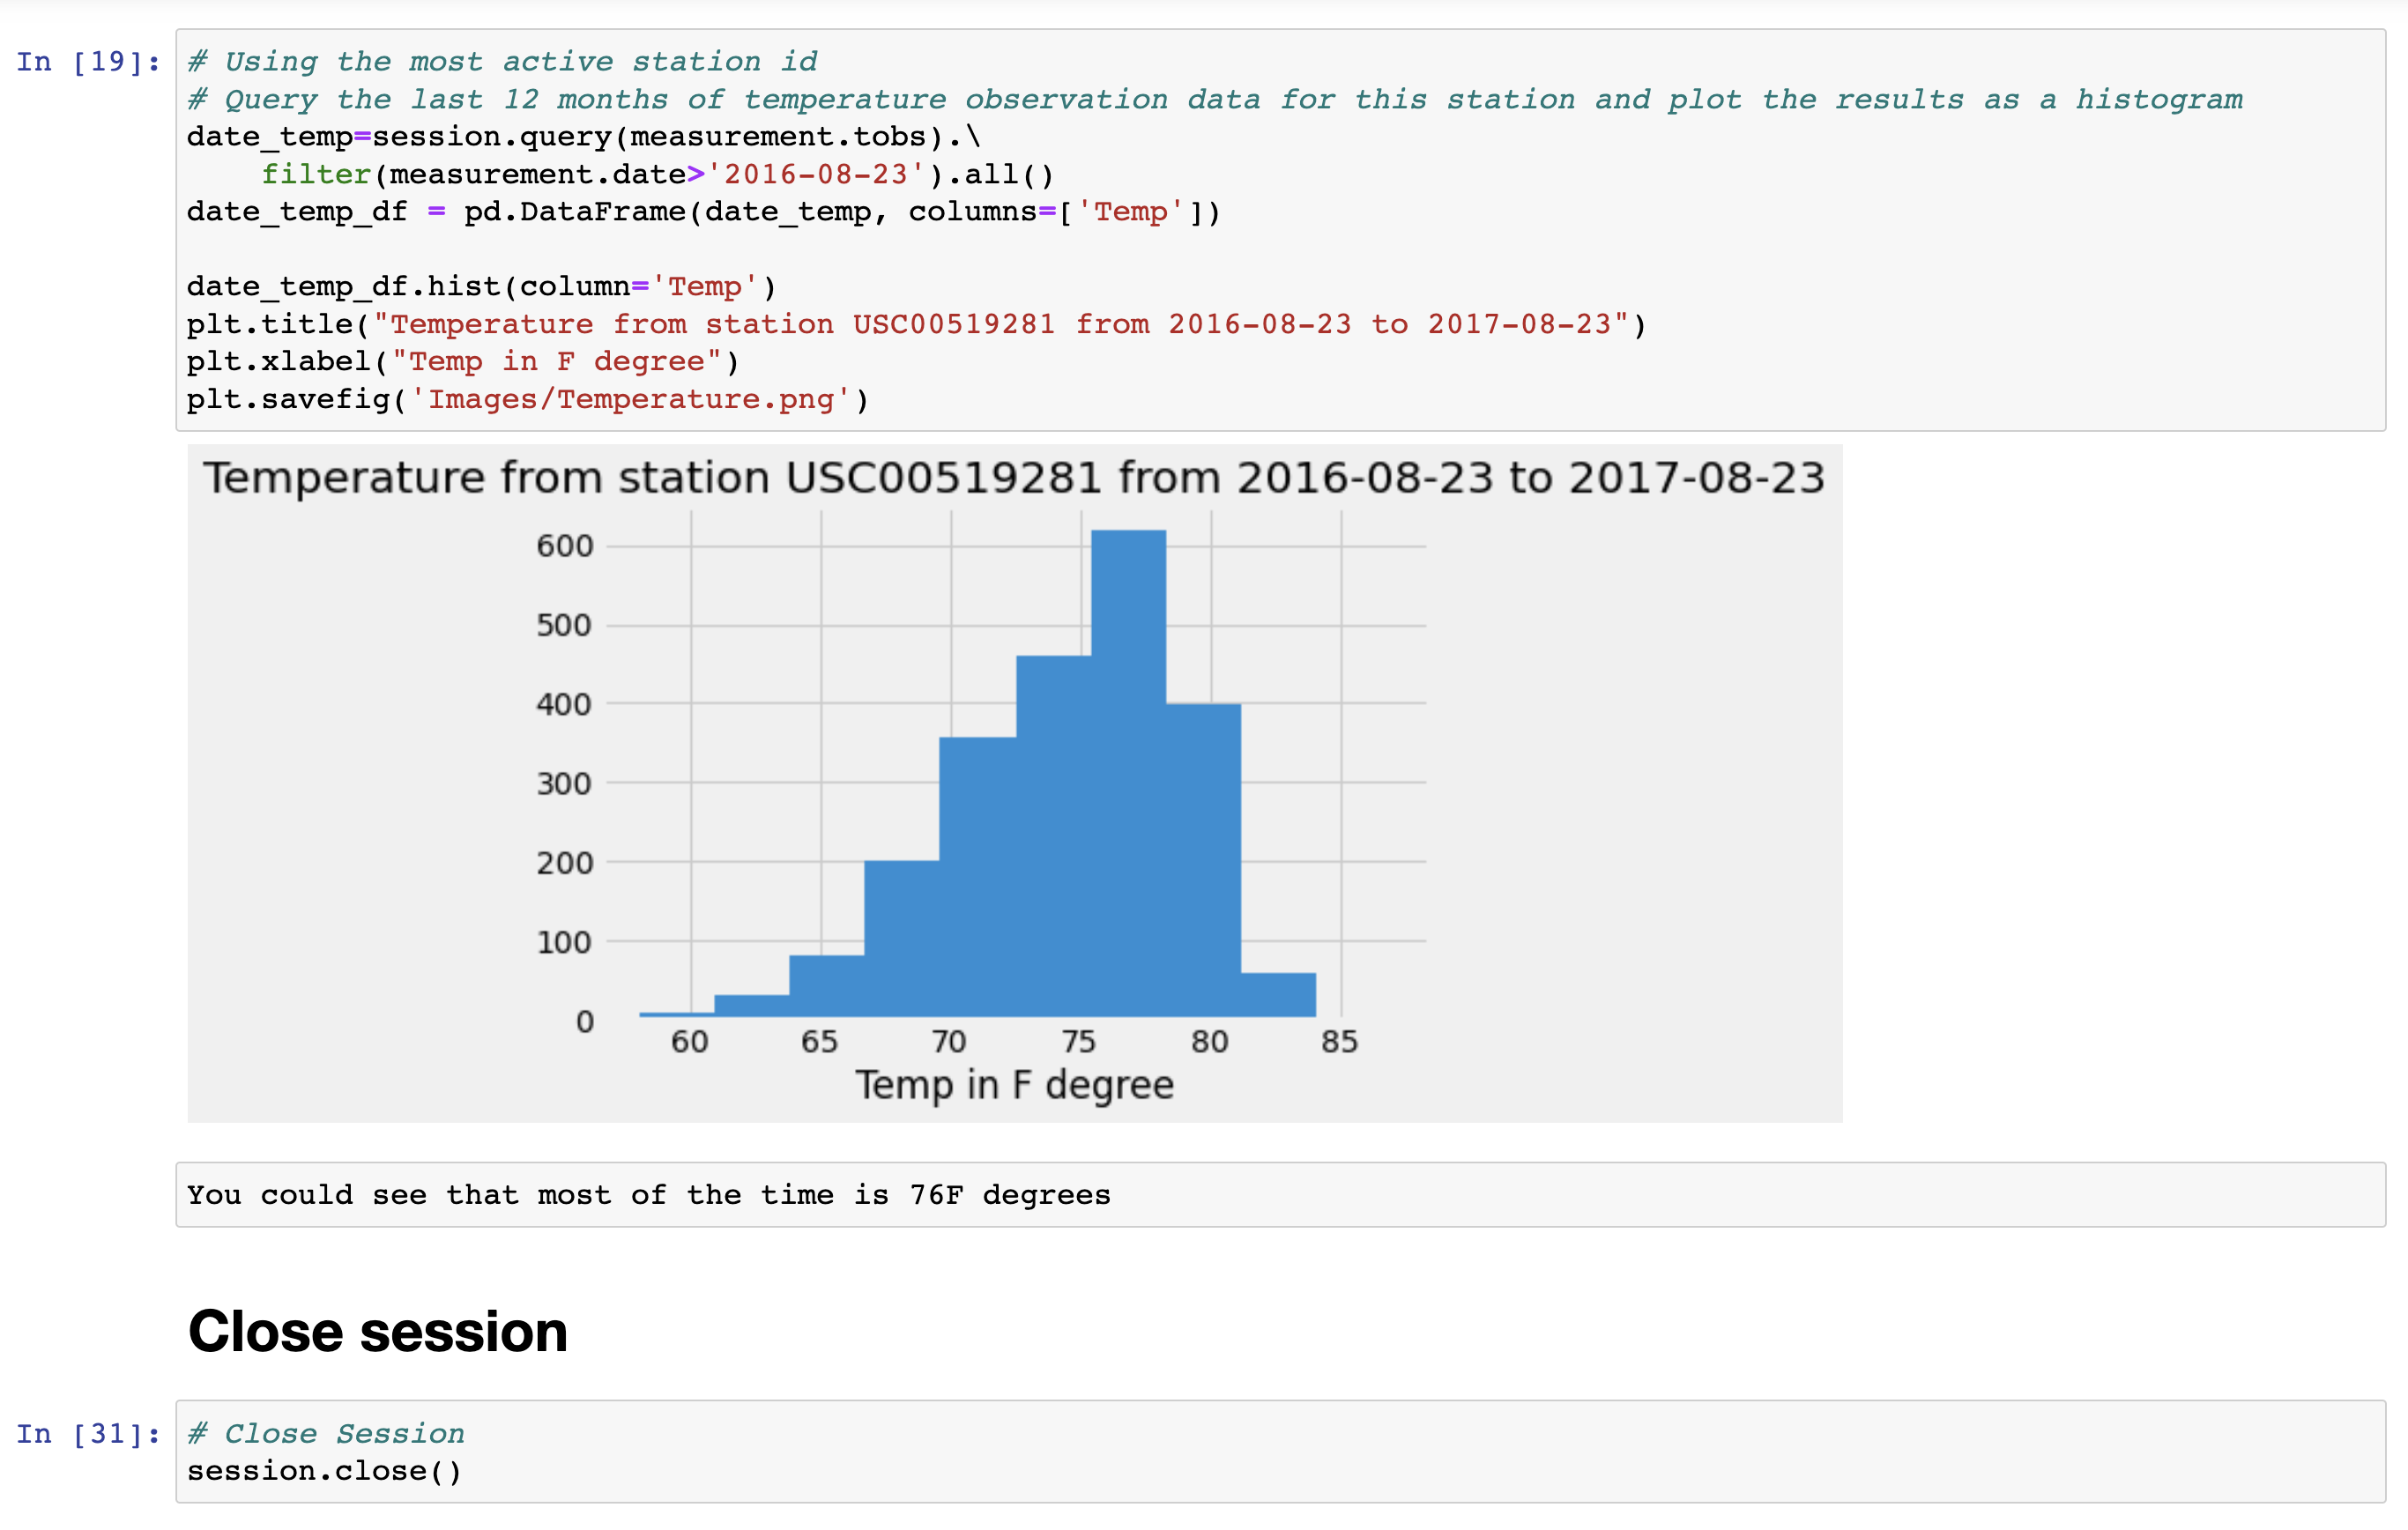 In [19]:
# Using the most active station id
# Query the last 12 months of temperature observation data for this station and plot the results as a histogram
date_temp=session.query(measurement.tobs).\
    filter(measurement.date>'2016-08-23').all()
date_temp_df = pd.DataFrame(date_temp, columns=['Temp'])

date_temp_df.hist(column='Temp')
plt.title("Temperature from station USC00519281 from 2016-08-23 to 2017-08-23")
plt.xlabel("Temp in F degree")
plt.savefig('Images/Temperature.png')
Temperature from station USC00519281 from 2016-08-23 to 2017-08-23
600
500
400
300
200
100
0
60 65 70 75 80 85
Temp in F degree
You could see that most of the time is 76F degrees
Close session
In [31]:
# Close Session
session.close()